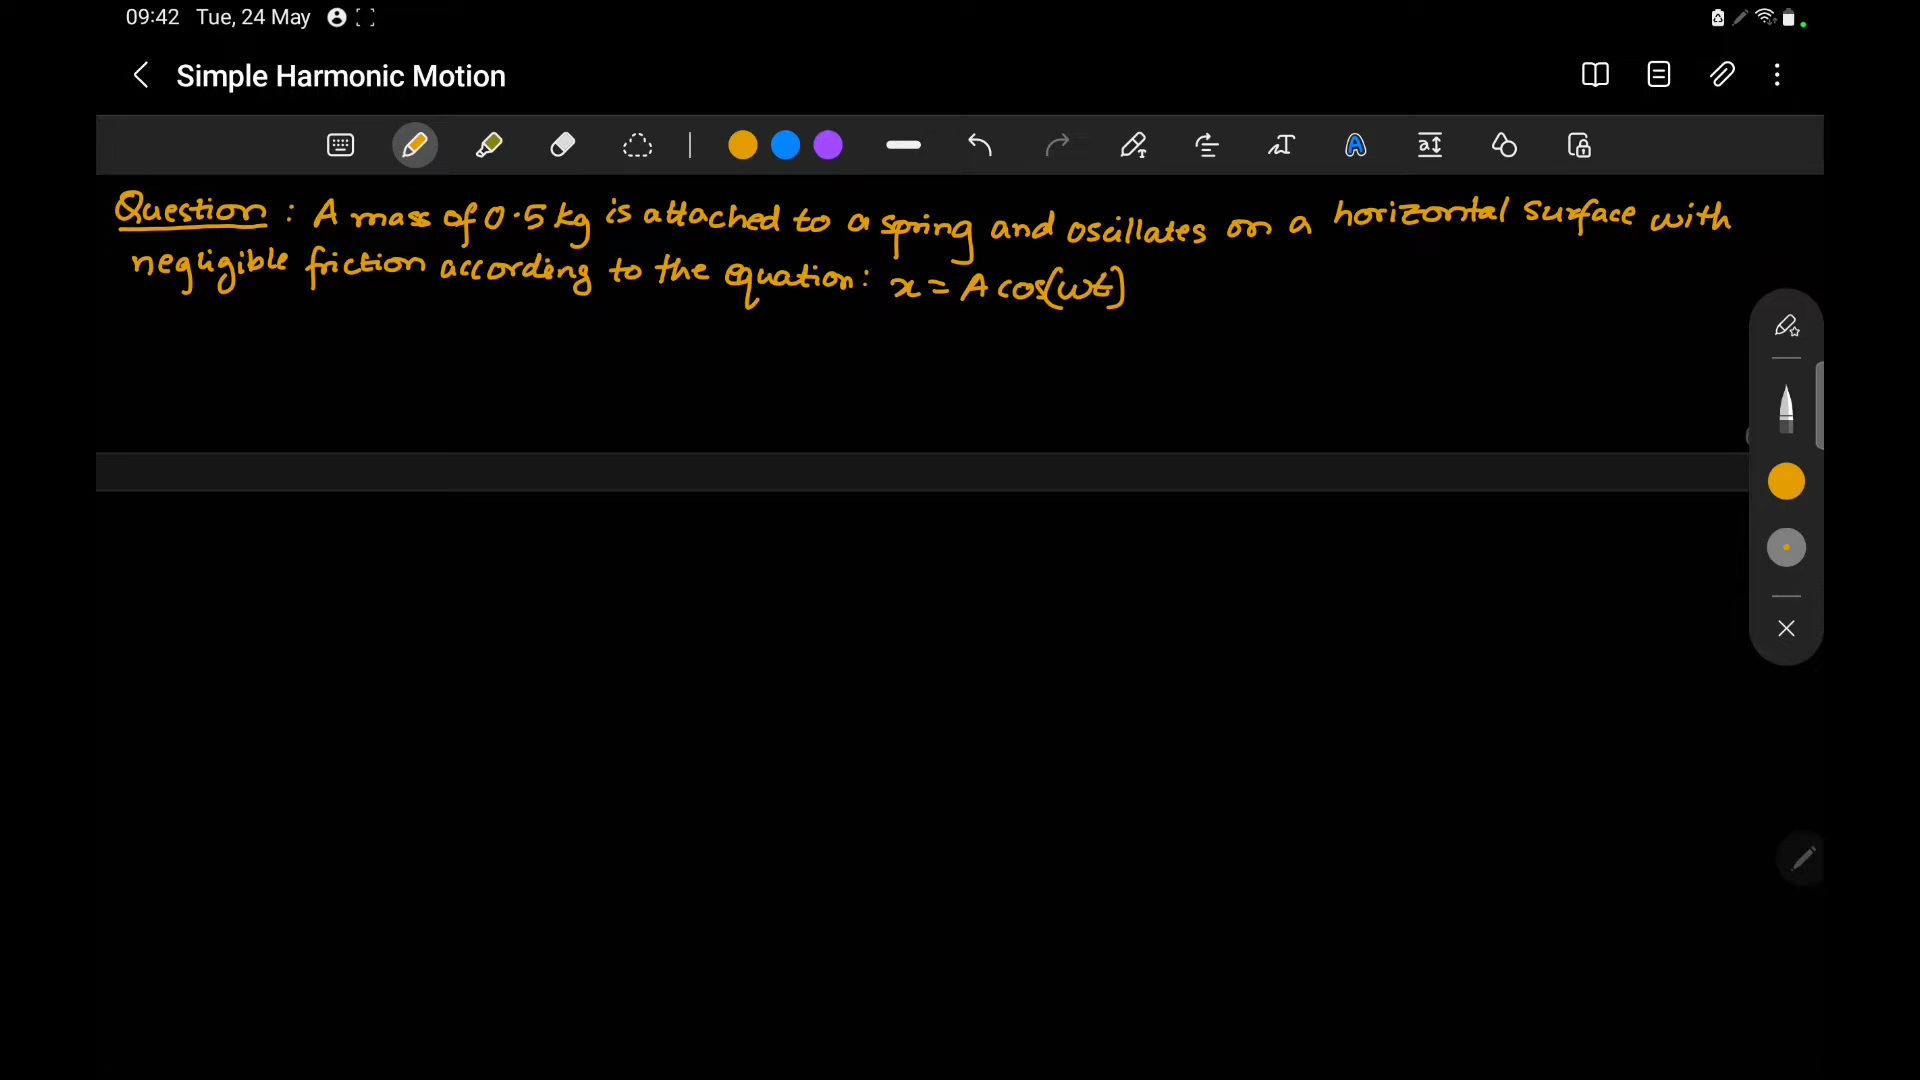 09:42 Tue, 24 May
Simple Harmonic Motion
Question : A mass of 0.5 kg is attached to a spring and oscillates on a horizontal surface with
negligible friction according to the equation: x = A cos(ωt)